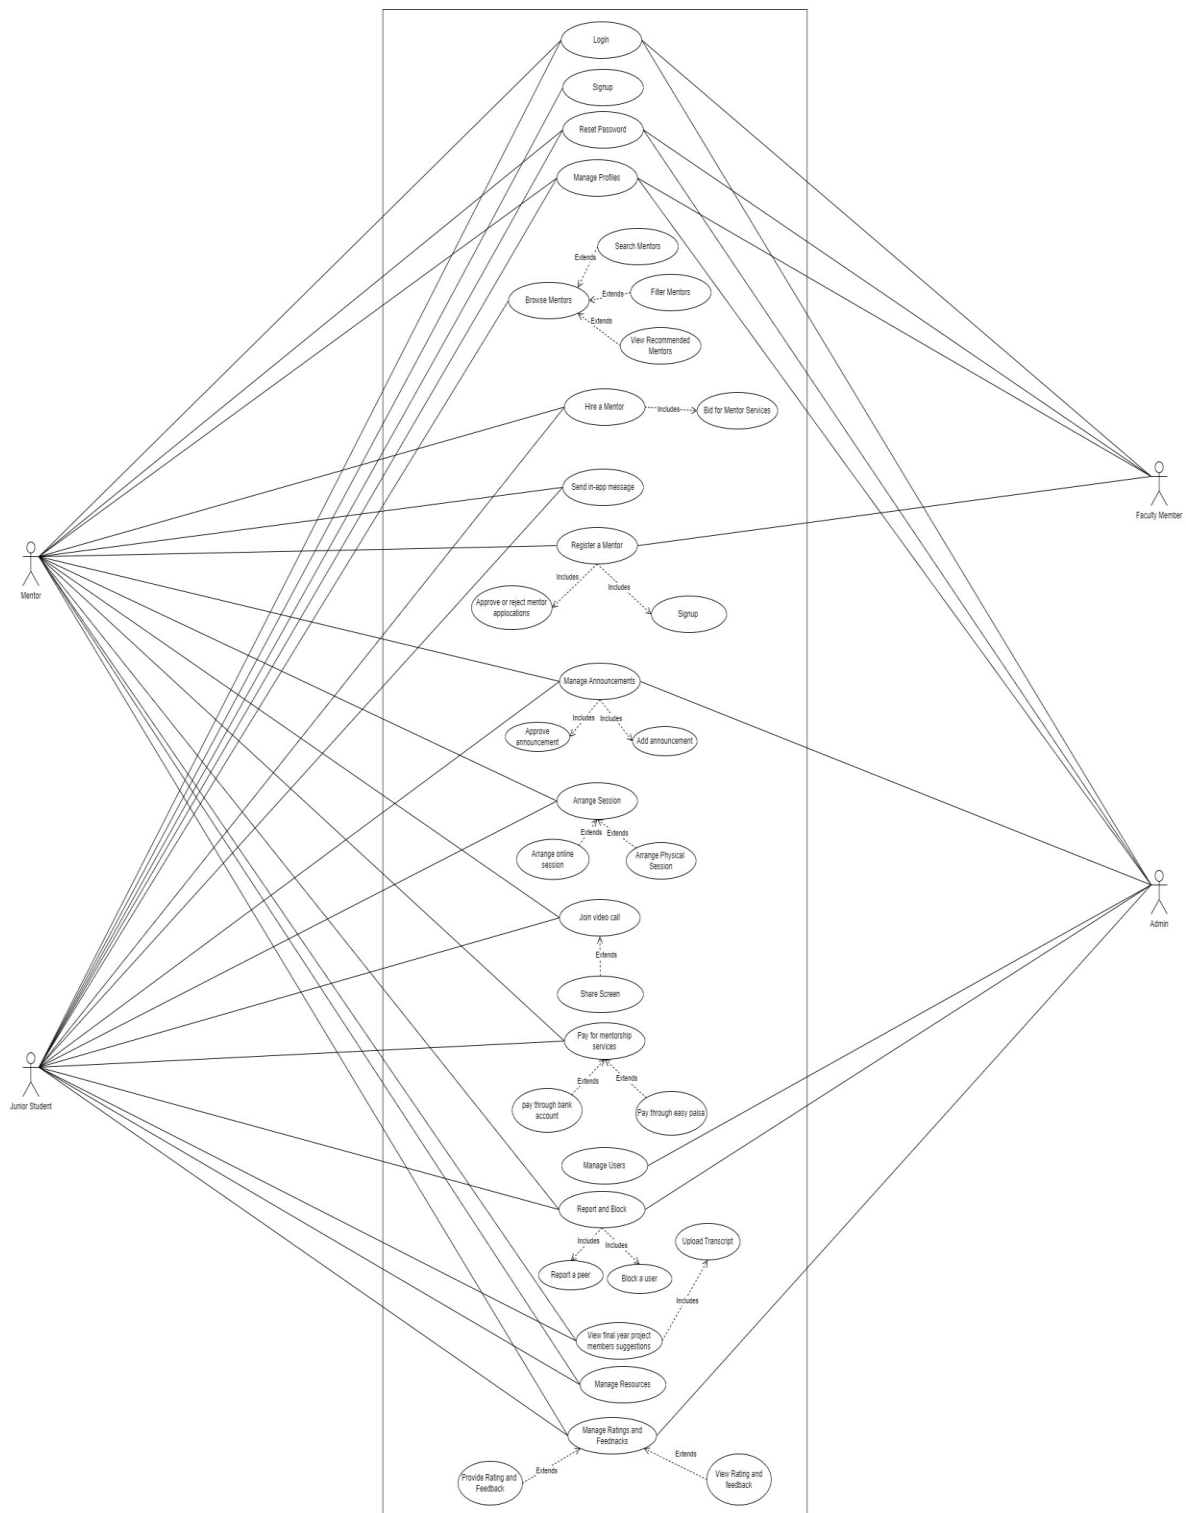 Login
Signup
Reset Password
Manage Profiles
Search Mentors
Extends
Browse Mentors
Extends
Filter Mentors
Extends
View Recommended
Mentors
Hire a Mentor
Includes
Bid for Mentor Services
Send in-app message
Faculty Member
Register a Mentor
Mentor
Includes
Includes
Approve or reject mentor
applocations
Signup
Manage Announcements
Includes
Includes
Approve
announcement
Add announcement
Arrange Session
Extends
Extends
Arrange online
session
Arrange Physical
Session
Join video call
Admin
Extends
Share Screen
Pay for mentorship
services
Junior Student
Extends
Extends
pay through bank
account
Pay through easy paisa
Manage Users
Report and Block
Includes
Includes
Upload Transcript
Report a peer
Block a user
Includes
View final year project
members suggestions
Manage Resources
Manage Ratings and
Feednacks
Extends
Extends
Provide Rating and
Feedback
View Rating and
feedback